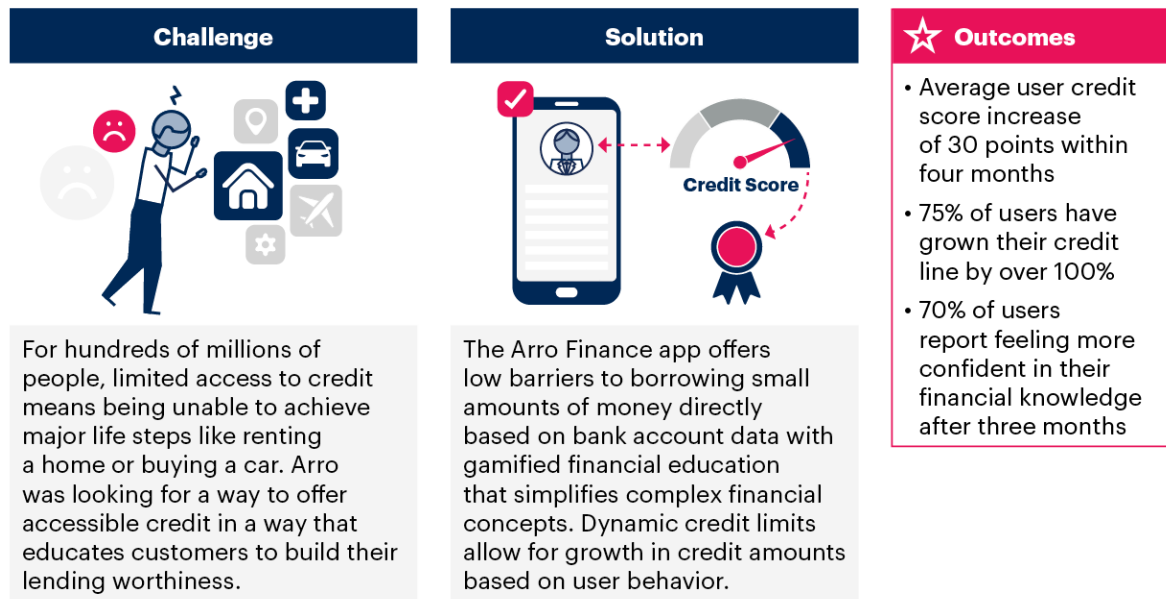 Challenge
For hundreds of millions of
people, limited access to credit
means being unable to achieve
major life steps like renting
a home or buying a car. Arro
was looking for a way to offer
accessible credit in a way that
educates customers to build their
lending worthiness.
Solution
Credit Score
The Arro Finance app offers
low barriers to borrowing small
amounts of money directly
based on bank account data with
gamified financial education
that simplifies complex financial
concepts. Dynamic credit limits
allow for growth in credit amounts
based on user behavior.
Outcomes
• Average user credit
score increase
of 30 points within
four months
• 75% of users have
grown their credit
line by over 100%
• 70% of users
report feeling more
confident in their
financial knowledge
after three months